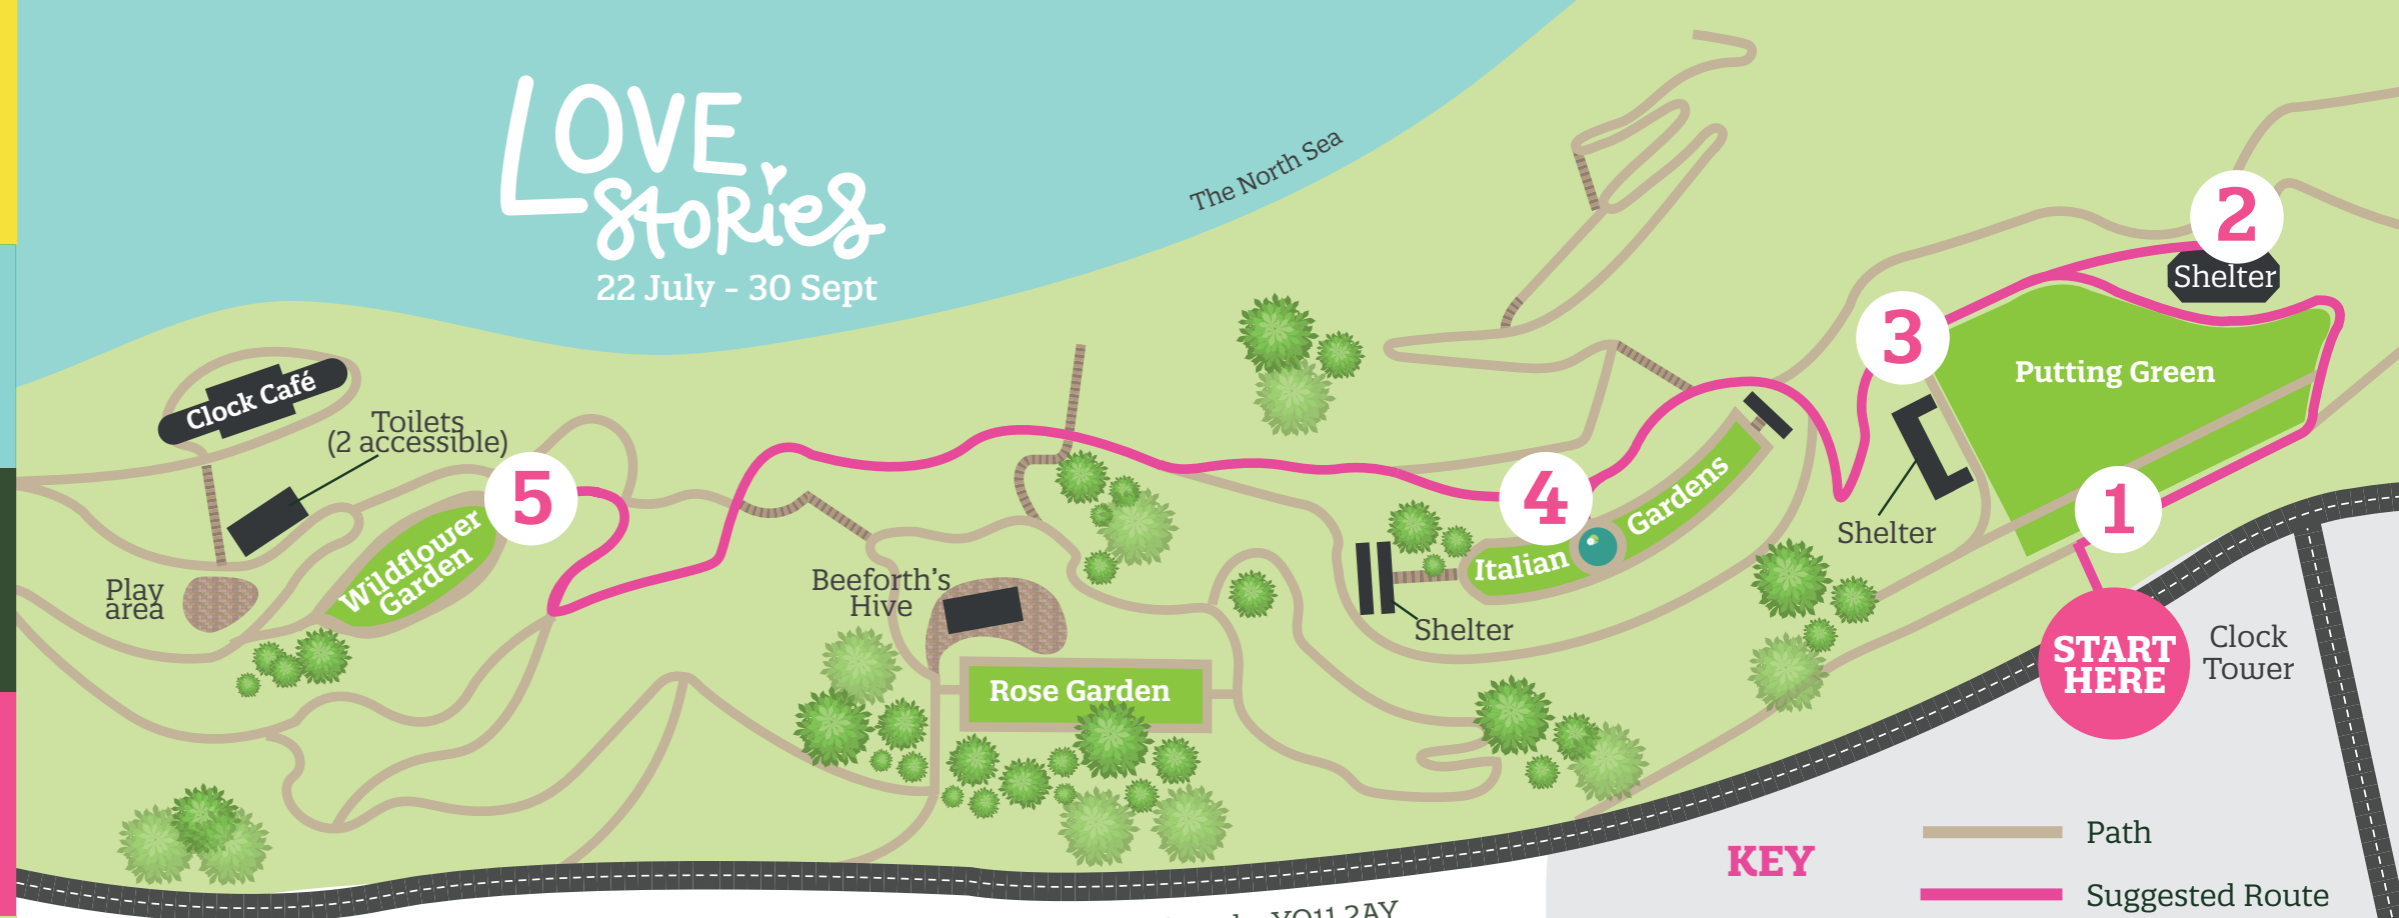 LOVE
STORIES
22 July - 30 Sept
The North Sea
2
Shelter
3
Putting Green
Clock Café
Toilets
(2 accessible)
5
4
1
Wildflower
Garden
Italian
Gardens
Shelter
Play
area
Beeforth's
Hive
Shelter
START
HERE
Clock
Tower
Rose Garden
KEY
Path
Suggested Route
YO11 2AY